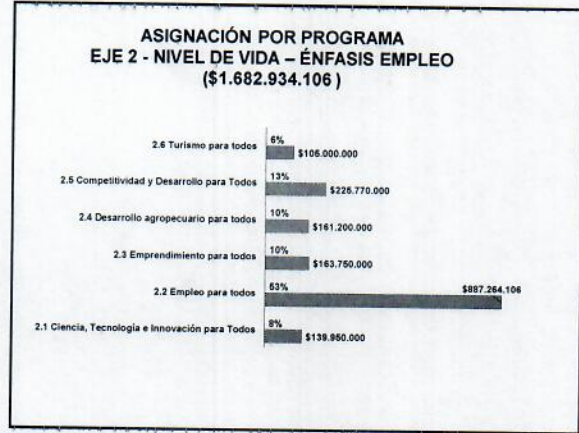 ASIGNACIÓN POR PROGRAMA
EJE 2 - NIVEL DE VIDA – ÉNFASIS EMPLEO
($1.682.934.106 )
2.6 Turismo para todos
6%
$105.000.000
2.5 Competitividad y Desarrollo para Todos
13%
$225.770.000
2.4 Desarrollo agropecuario para todos
10%
$161.200.000
2.3 Emprendimiento para todos
10%
$163.750.000
2.2 Empleo para todos
53%
$887.264.106
2.1 Ciencia, Tecnología e Innovación para Todos
8%
$139.950.000